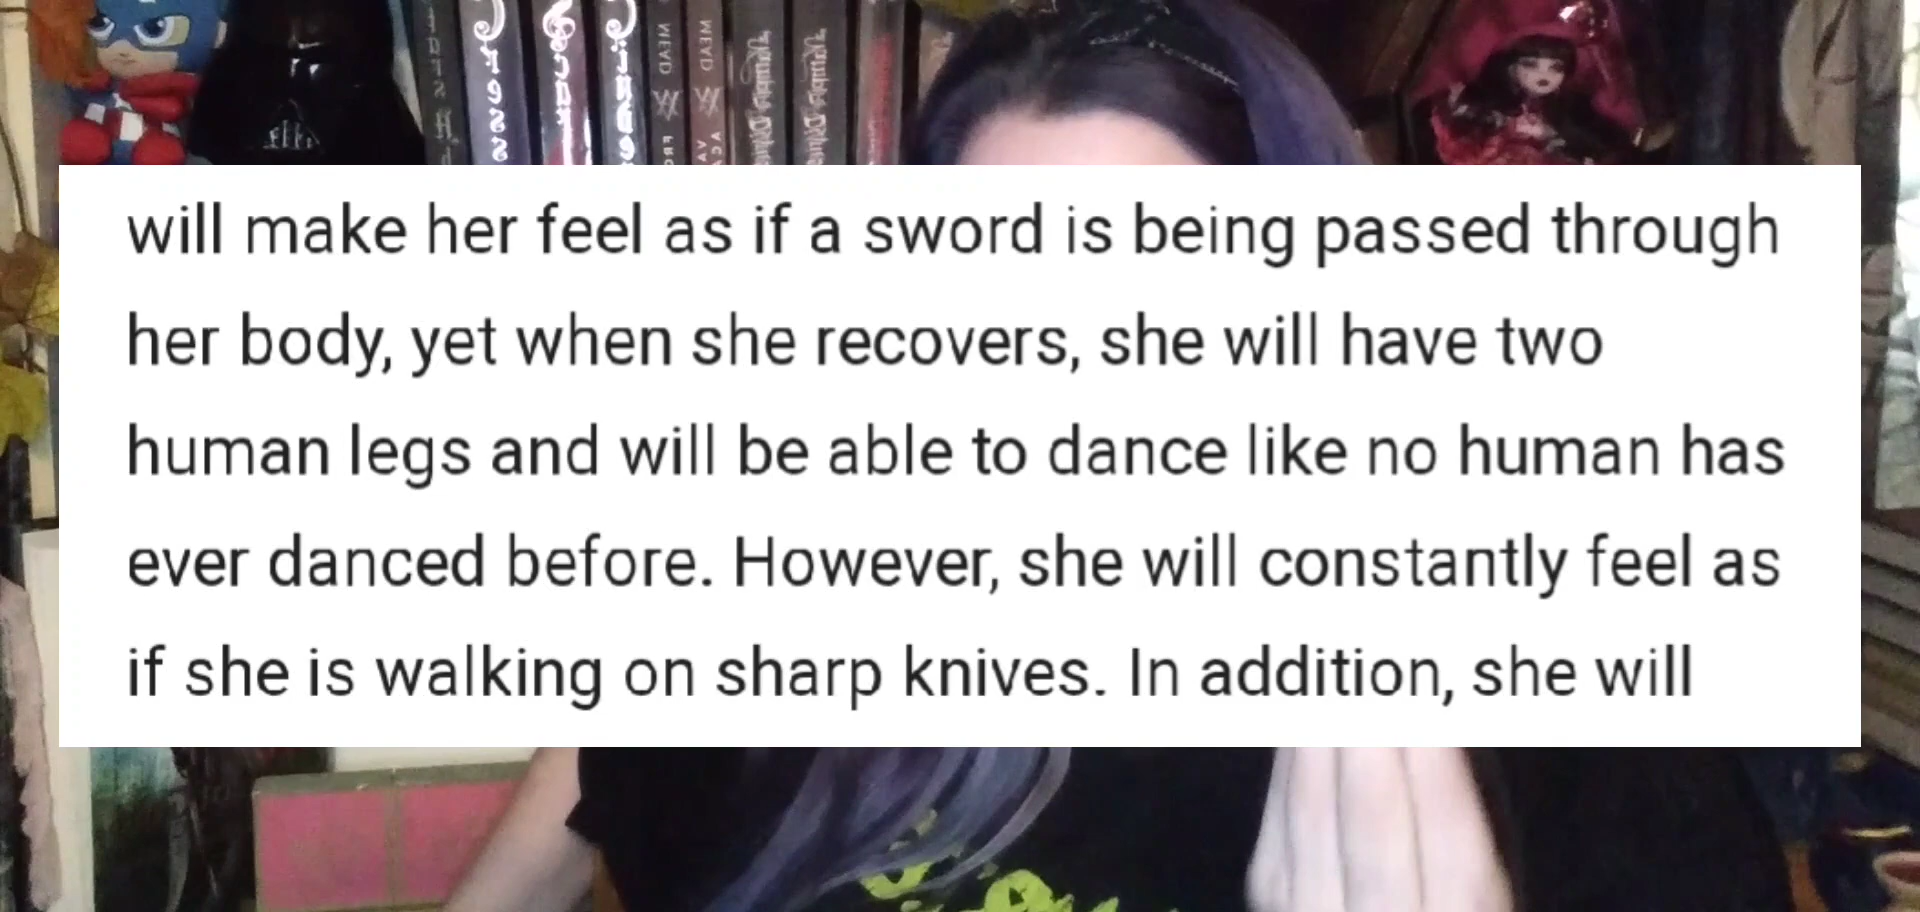 MEAD
MEAD
will make her feel as if a sword is being passed through
her body, yet when she recovers, she will have two
human legs and will be able to dance like no human has
ever danced before. However, she will constantly feel as
if she is walking on sharp knives. In addition, she will